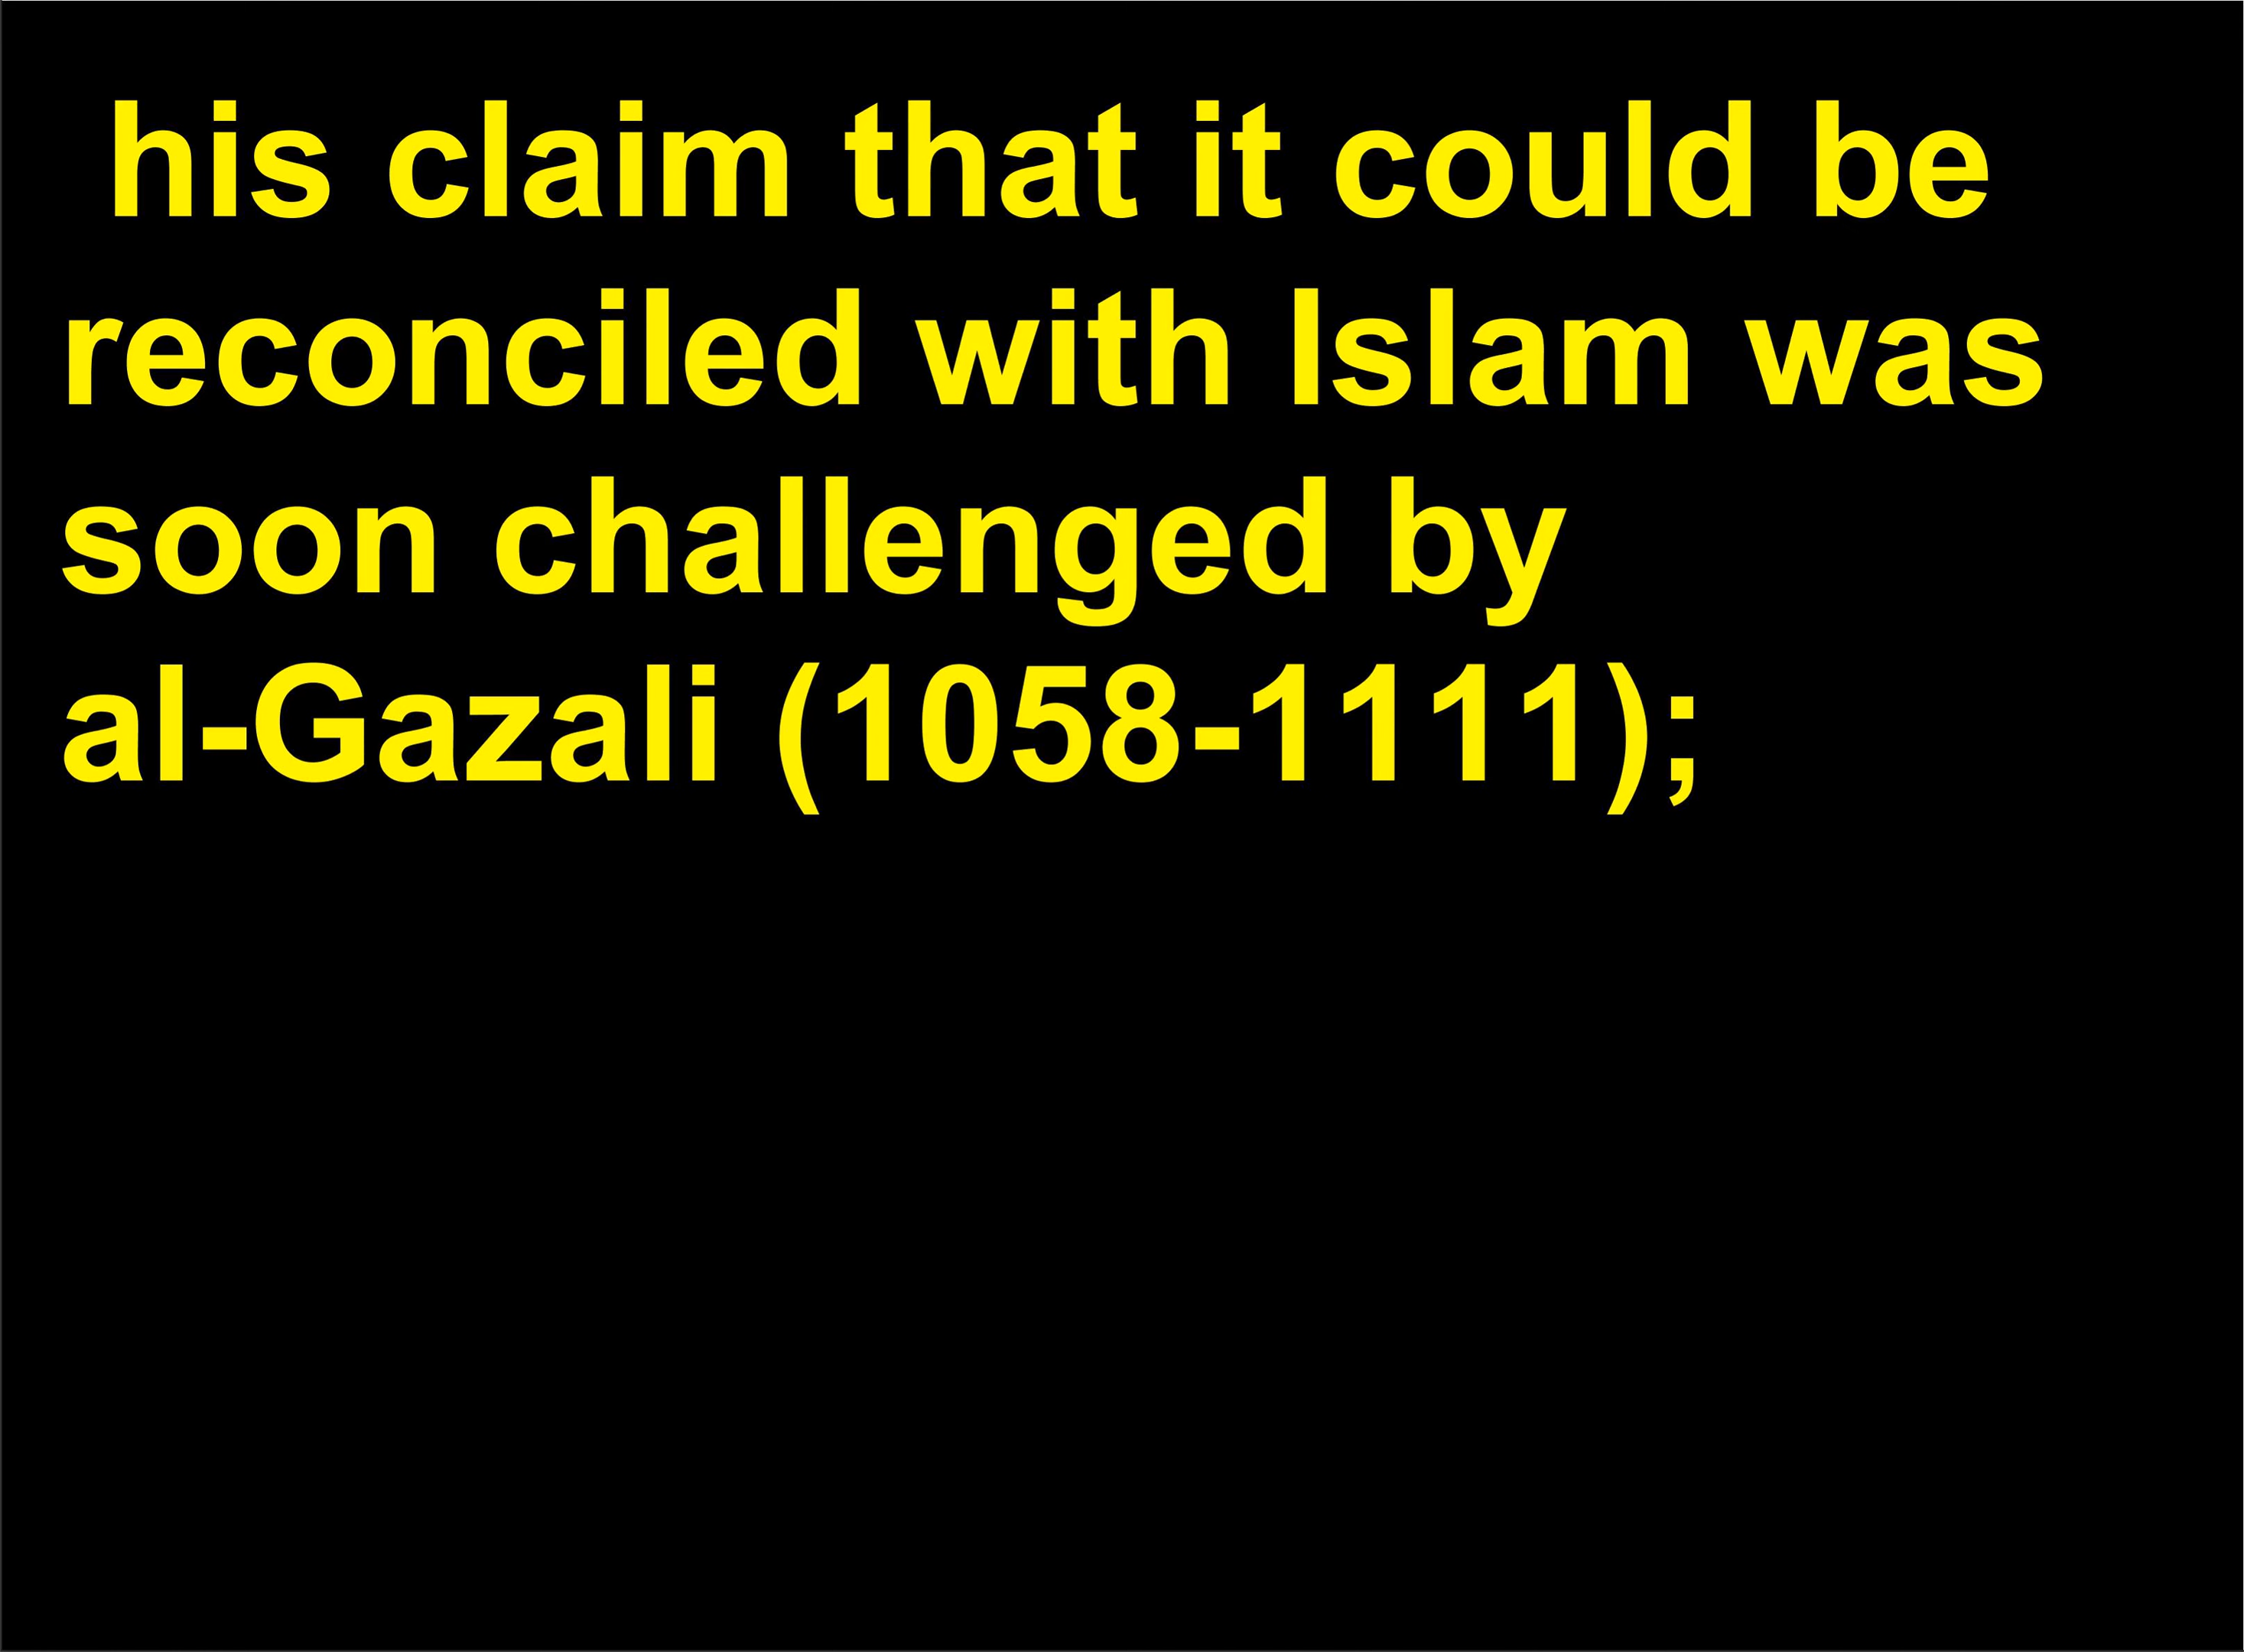 his claim that it could be
reconciled with Islam was
soon challenged by
al-Gazali (1058-1111);